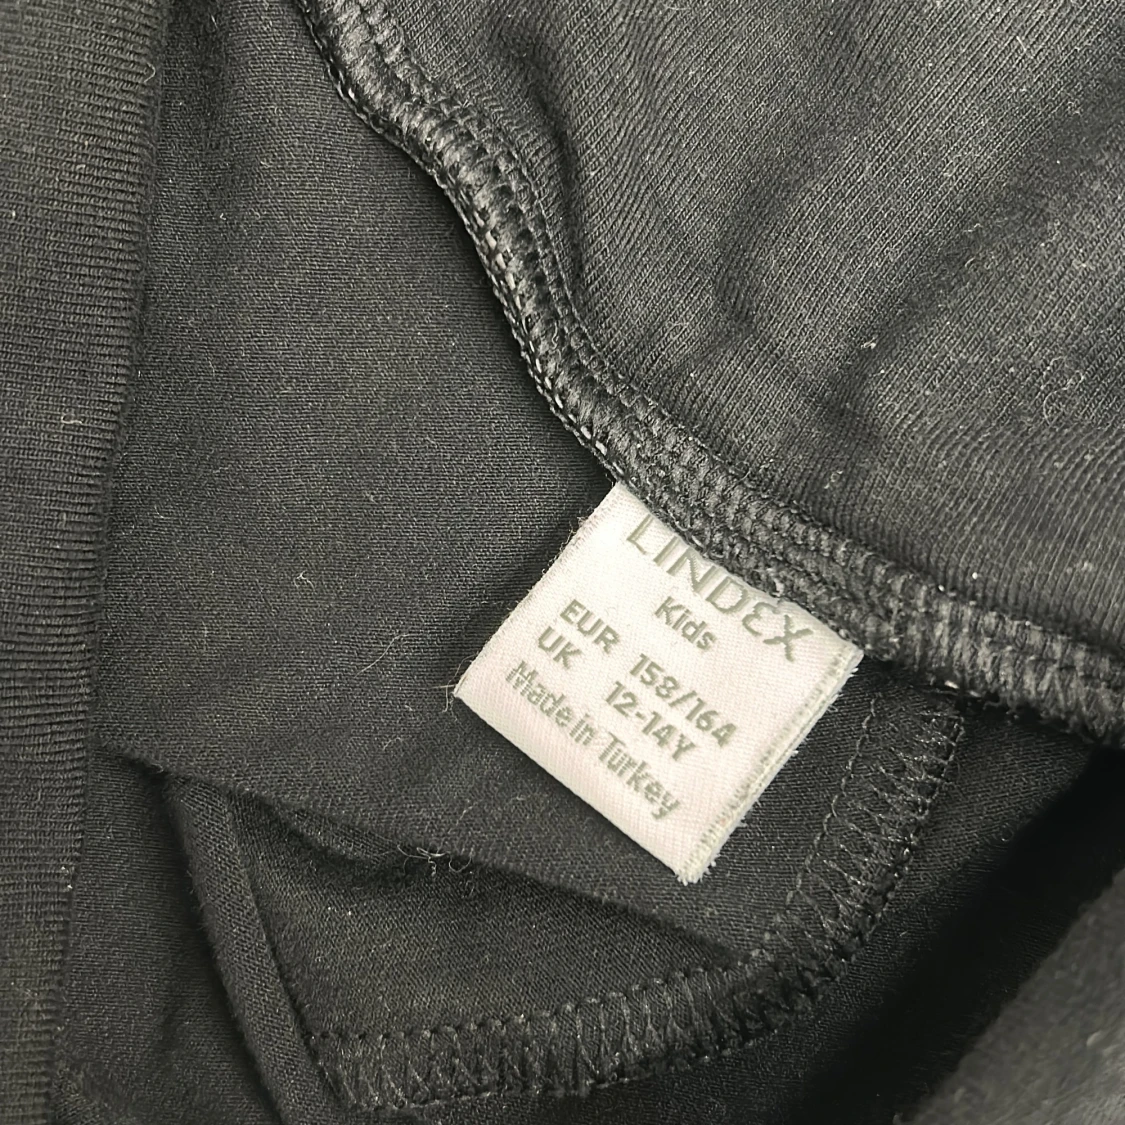 LINDEX
Kids
EUR 158/164
UK 12-14Y
Made in Turkey